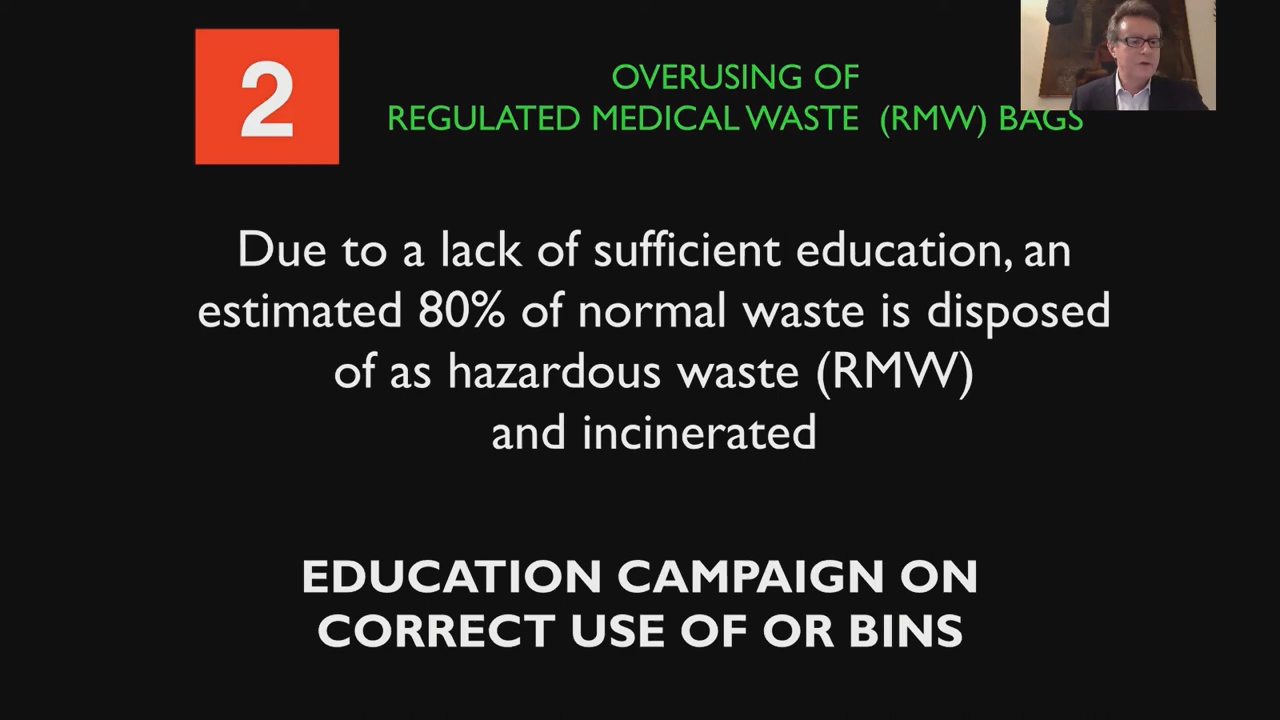 2
OVERUSING OF
REGULATED MEDICAL WASTE (RMW) BAGS
Due to a lack of sufficient education, an
estimated 80% of normal waste is disposed
of as hazardous waste (RMW)
and incinerated
EDUCATION CAMPAIGN ON
CORRECT USE OF OR BINS